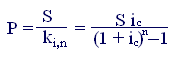 P = S / k_{i,n} = S i_c / (1 + i_c)^n − 1